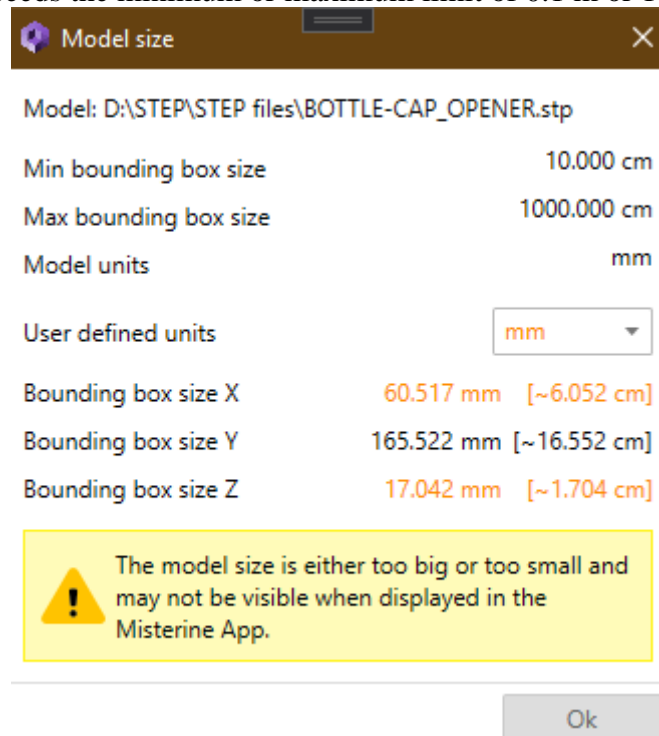 Model size
Model: D:\STEP\STEP files\BOTTLE-CAP_OPENER.stp
Min bounding box size 10.000 cm
Max bounding box size 1000.000 cm
Model units mm
User defined units mm
Bounding box size X 60.517 mm [~6.052 cm]
Bounding box size Y 165.522 mm [~16.552 cm]
Bounding box size Z 17.042 mm [~1.704 cm]
The model size is either too big or too small and
may not be visible when displayed in the
Misterine App.
Ok